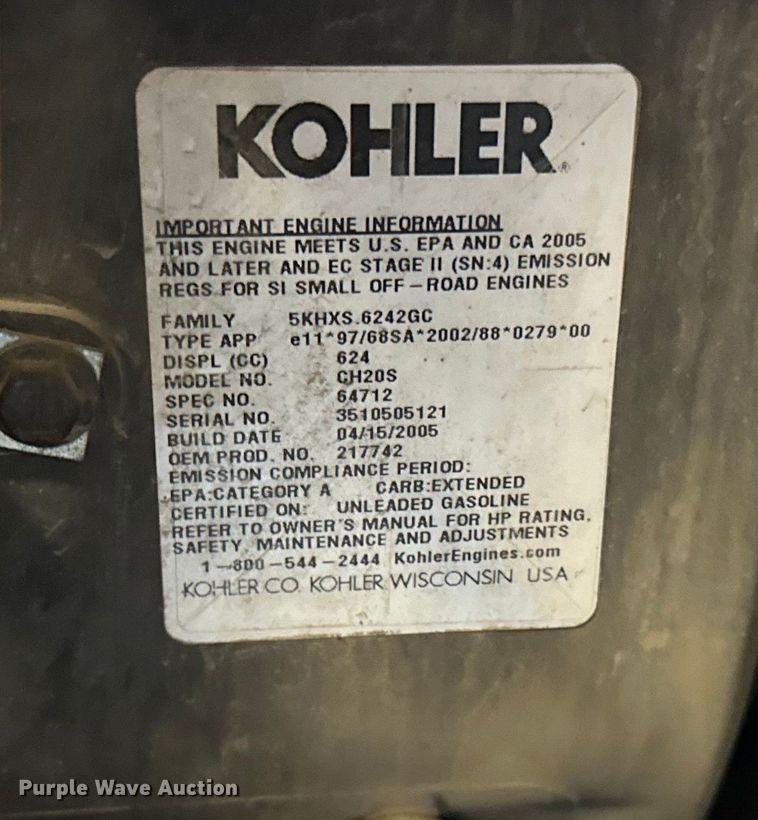 KOHLER®
IMPORTANT ENGINE INFORMATION
THIS ENGINE MEETS U.S. EPA AND CA 2005
AND LATER AND EC STAGE II (SN:4) EMISSION
REGS FOR SI SMALL OFF-ROAD ENGINES
FAMILY 5KHXS.6242GC
TYPE APP e11*97/68SA*2002/88*0279*00
DISPL (CC) 624
MODEL NO. CH20S
SPEC NO. 64712
SERIAL NO. 3510505121
BUILD DATE 04/15/2005
OEM PROD. NO. 217742
EMISSION COMPLIANCE PERIOD:
EPA:CATEGORY A CARB:EXTENDED
CERTIFIED ON: UNLEADED GASOLINE
REFER TO OWNER'S MANUAL FOR HP RATING,
SAFETY, MAINTENANCE AND ADJUSTMENTS
1-800-544-2444 KohlerEngines.com
KOHLER CO. KOHLER WISCONSIN USA
Purple Wave Auction